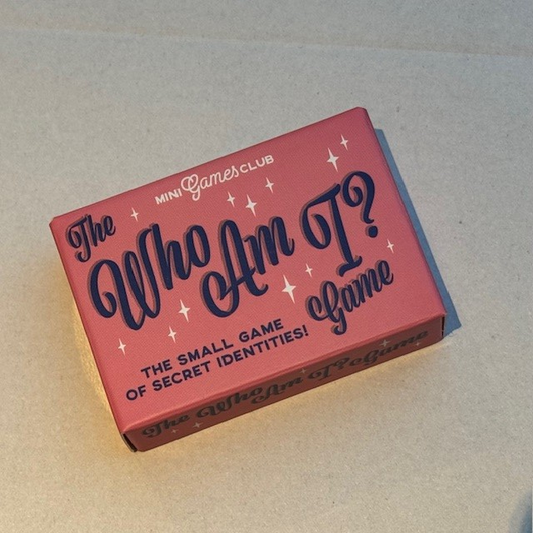 MINI Games CLUB
The
Who Am I?
Game
THE SMALL GAME
OF SECRET IDENTITIES!
The Who Am I? Game